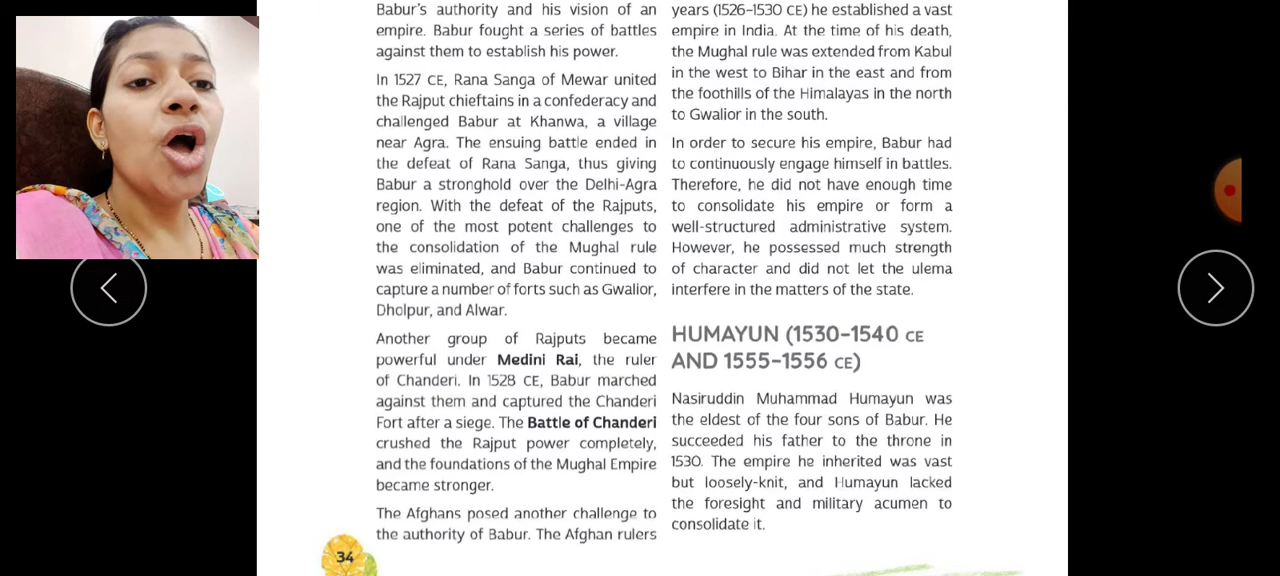 Babur's authority and his vision of an
empire. Babur fought a series of battles
against them to establish his power.
In 1527 CE, Rana Sanga of Mewar united
the Rajput chieftains in a confederacy and
challenged Babur at Khanwa, a village
near Agra. The ensuing battle ended in
the defeat of Rana Sanga, thus giving
Babur a stronghold over the Delhi-Agra
region. With the defeat of the Rajputs,
one of the most potent challenges to
the consolidation of the Mughal rule
was eliminated, and Babur continued to
capture a number of forts such as Gwalior,
Dholpur, and Alwar.
Another group of Rajputs became
powerful under Medini Rai, the ruler
of Chanderi. In 1528 CE, Babur marched
against them and captured the Chanderi
Fort after a siege. The Battle of Chanderi
crushed the Rajput power completely,
and the foundations of the Mughal Empire
became stronger.
The Afghans posed another challenge to
the authority of Babur. The Afghan rulers
34
years (1526–1530 CE) he established a vast
empire in India. At the time of his death,
the Mughal rule was extended from Kabul
in the west to Bihar in the east and from
the foothills of the Himalayas in the north
to Gwalior in the south.
In order to secure his empire, Babur had
to continuously engage himself in battles.
Therefore, he did not have enough time
to consolidate his empire or form a
well-structured administrative system.
However, he possessed much strength
of character and did not let the ulema
interfere in the matters of the state.
HUMAYUN (1530–1540 CE
AND 1555–1556 CE)
Nasiruddin Muhammad Humayun was
the eldest of the four sons of Babur. He
succeeded his father to the throne in
1530. The empire he inherited was vast
but loosely-knit, and Humayun lacked
the foresight and military acumen to
consolidate it.